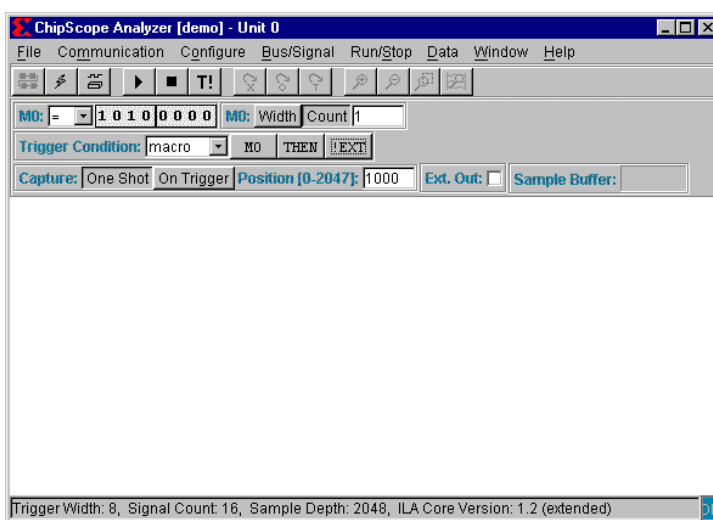 ChipScope Analyzer [demo] - Unit 0
File Communication Configure Bus/Signal Run/Stop Data Window Help
T!
M0: = 1 0 1 0 0 0 0 0 M0: Width Count 1
Trigger Condition: macro M0 THEN !EXT
Capture: One Shot On Trigger Position [0-2047]: 1000 Ext. Out: Sample Buffer:
Trigger Width: 8, Signal Count: 16, Sample Depth: 2048, ILA Core Version: 1.2 (extended)